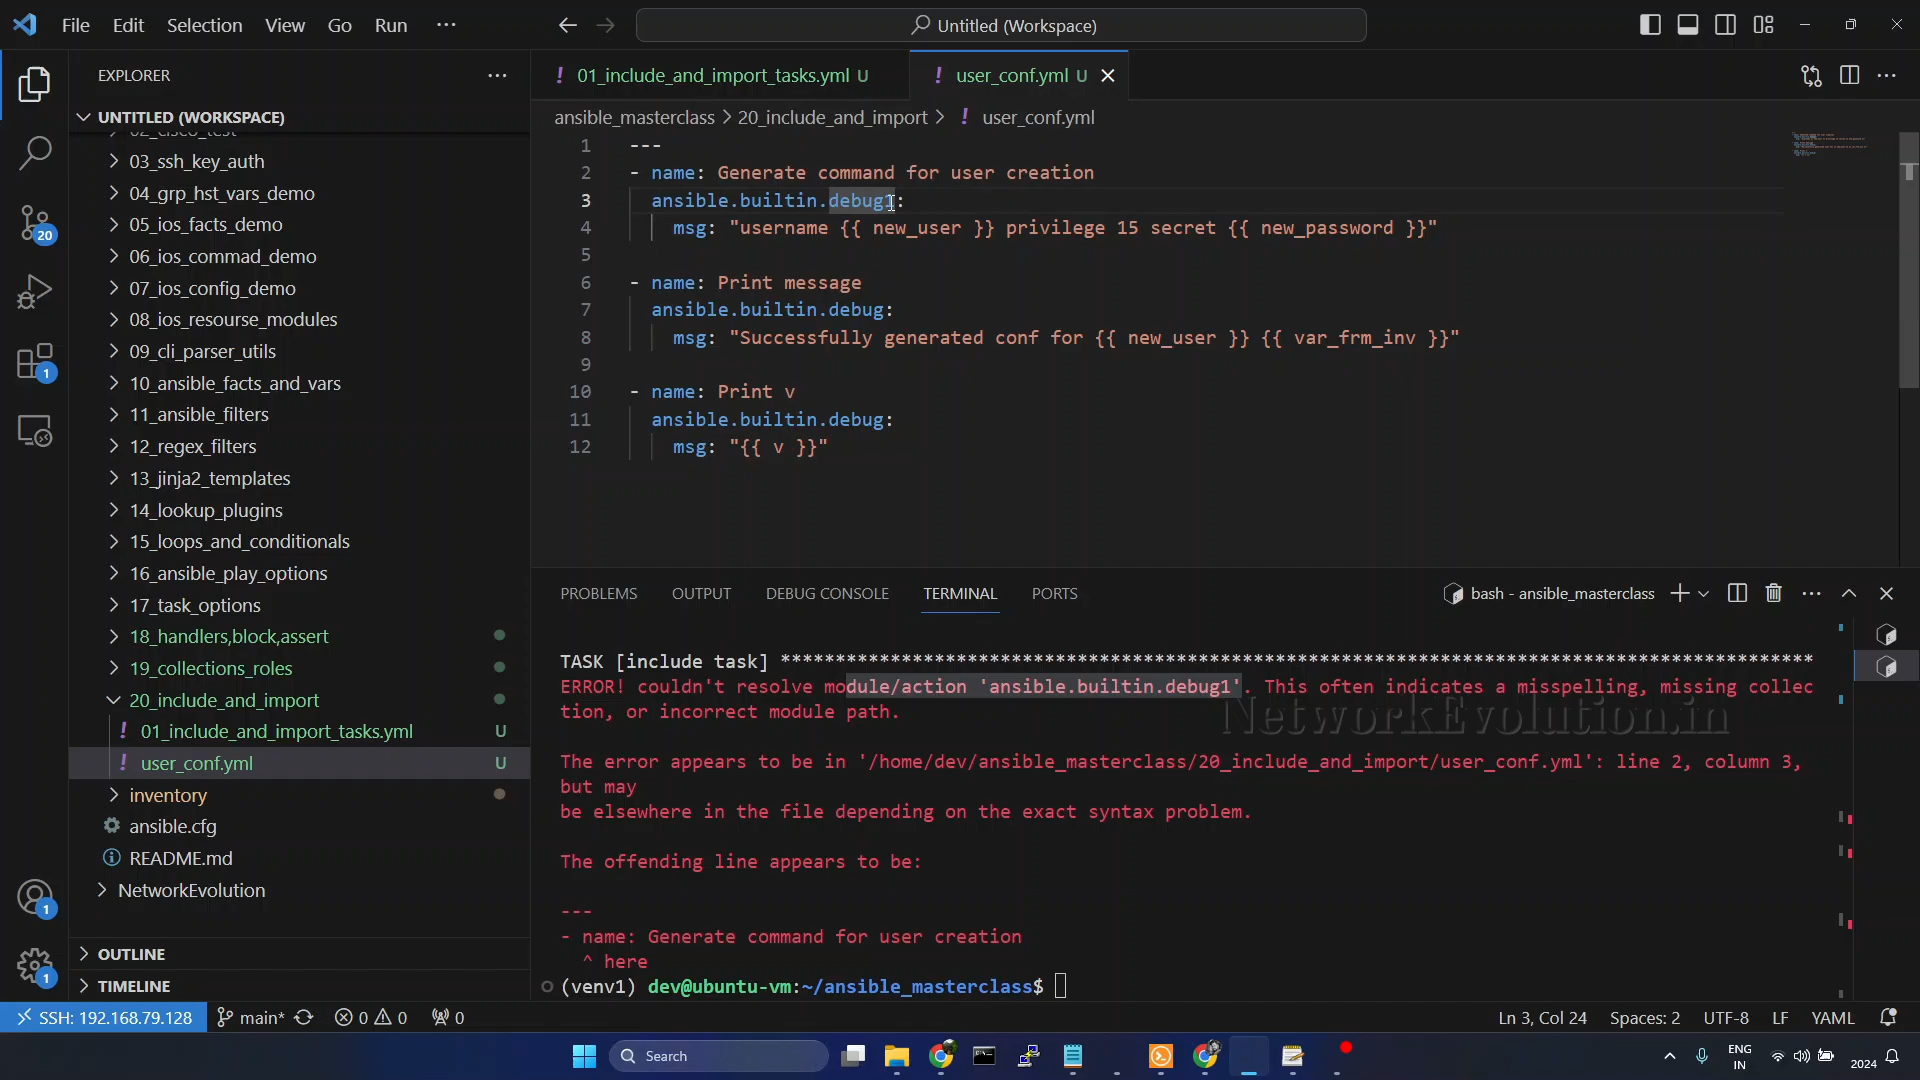 File Edit Selection View Go Run ...
Untitled (Workspace)
EXPLORER
UNTITLED (WORKSPACE)
02_cisco_test
03_ssh_key_auth
04_grp_hst_vars_demo
05_ios_facts_demo
06_ios_commad_demo
07_ios_config_demo
08_ios_resourse_modules
09_cli_parser_utils
10_ansible_facts_and_vars
11_ansible_filters
12_regex_filters
13_jinja2_templates
14_lookup_plugins
15_loops_and_conditionals
16_ansible_play_options
17_task_options
18_handlers,block,assert
19_collections_roles
20_include_and_import
! 01_include_and_import_tasks.yml U
! user_conf.yml U
inventory
ansible.cfg
README.md
NetworkEvolution
OUTLINE
TIMELINE
20
1
1
1
! 01_include_and_import_tasks.yml U
! user_conf.yml U
ansible_masterclass > 20_include_and_import > ! user_conf.yml
1 ---
2 - name: Generate command for user creation
3 ansible.builtin.debug1:
4 msg: "username {{ new_user }} privilege 15 secret {{ new_password }}"
5
6 - name: Print message
7 ansible.builtin.debug:
8 msg: "Successfully generated conf for {{ new_user }} {{ var_frm_inv }}"
9
10 - name: Print v
11 ansible.builtin.debug:
12 msg: "{{ v }}"
PROBLEMS OUTPUT DEBUG CONSOLE TERMINAL PORTS
bash - ansible_masterclass
TASK [include task] *********************************************************************************************
ERROR! couldn't resolve module/action 'ansible.builtin.debug1'. This often indicates a misspelling, missing collec
tion, or incorrect module path.
NetworkEvolution.in
The error appears to be in '/home/dev/ansible_masterclass/20_include_and_import/user_conf.yml': line 2, column 3,
but may
be elsewhere in the file depending on the exact syntax problem.
The offending line appears to be:
---
- name: Generate command for user creation
^ here
(venv1) dev@ubuntu-vm:~/ansible_masterclass$
SSH: 192.168.79.128 main* 0 0 0
Ln 3, Col 24 Spaces: 2 UTF-8 LF YAML
Search
ENG
IN
2024